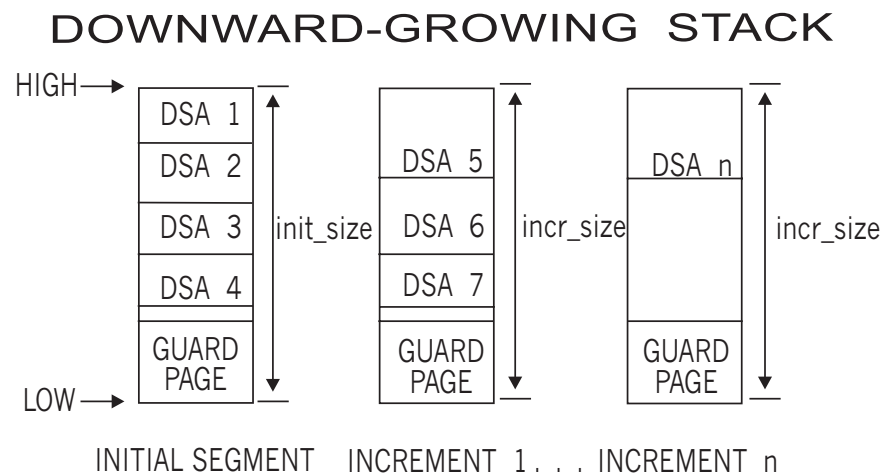 DOWNWARD-GROWING STACK
HIGH
DSA 1
DSA 2
DSA 3
DSA 4
GUARD
PAGE
LOW
init_size
DSA 5
DSA 6
DSA 7
GUARD
PAGE
incr_size
DSA n
GUARD
PAGE
incr_size
INITIAL SEGMENT INCREMENT 1. . . INCREMENT n